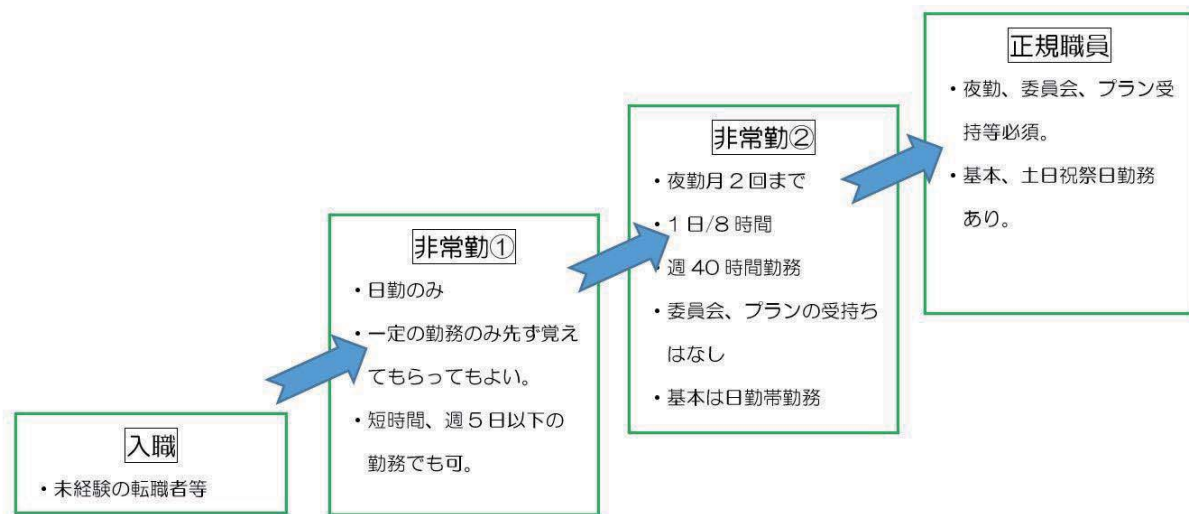 入職
・未経験の転職者等
非常勤①
・日勤のみ
・一定の勤務のみ先ず覚え
てもらってもよい。
・短時間、週5日以下の
勤務でも可。
非常勤②
・夜勤月2回まで
・1日/8時間
・週40時間勤務
・委員会、プランの受持ち
はなし
・基本は日勤帯勤務
正規職員
・夜勤、委員会、プラン受
持等必須。
・基本、土日祝祭日勤務
あり。